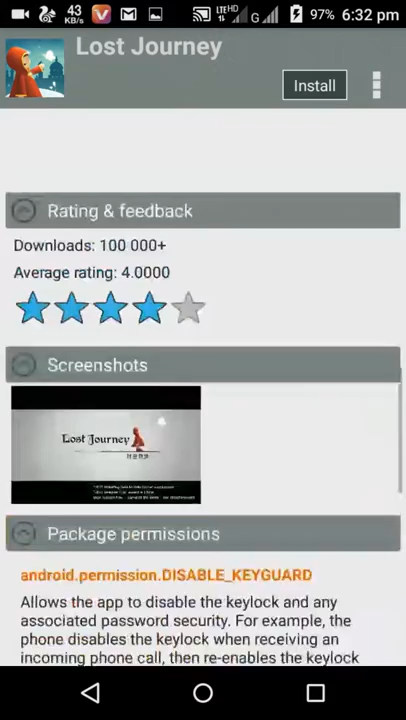 43 KB/s LTE HD G 97% 6:32 pm
Lost Journey
Install
Rating & feedback
Downloads: 100 000+
Average rating: 4.0000
Screenshots
Lost Journey
Package permissions
android.permission.DISABLE_KEYGUARD
Allows the app to disable the keylock and any
associated password security. For example, the
phone disables the keylock when receiving an
incoming phone call, then re-enables the keylock